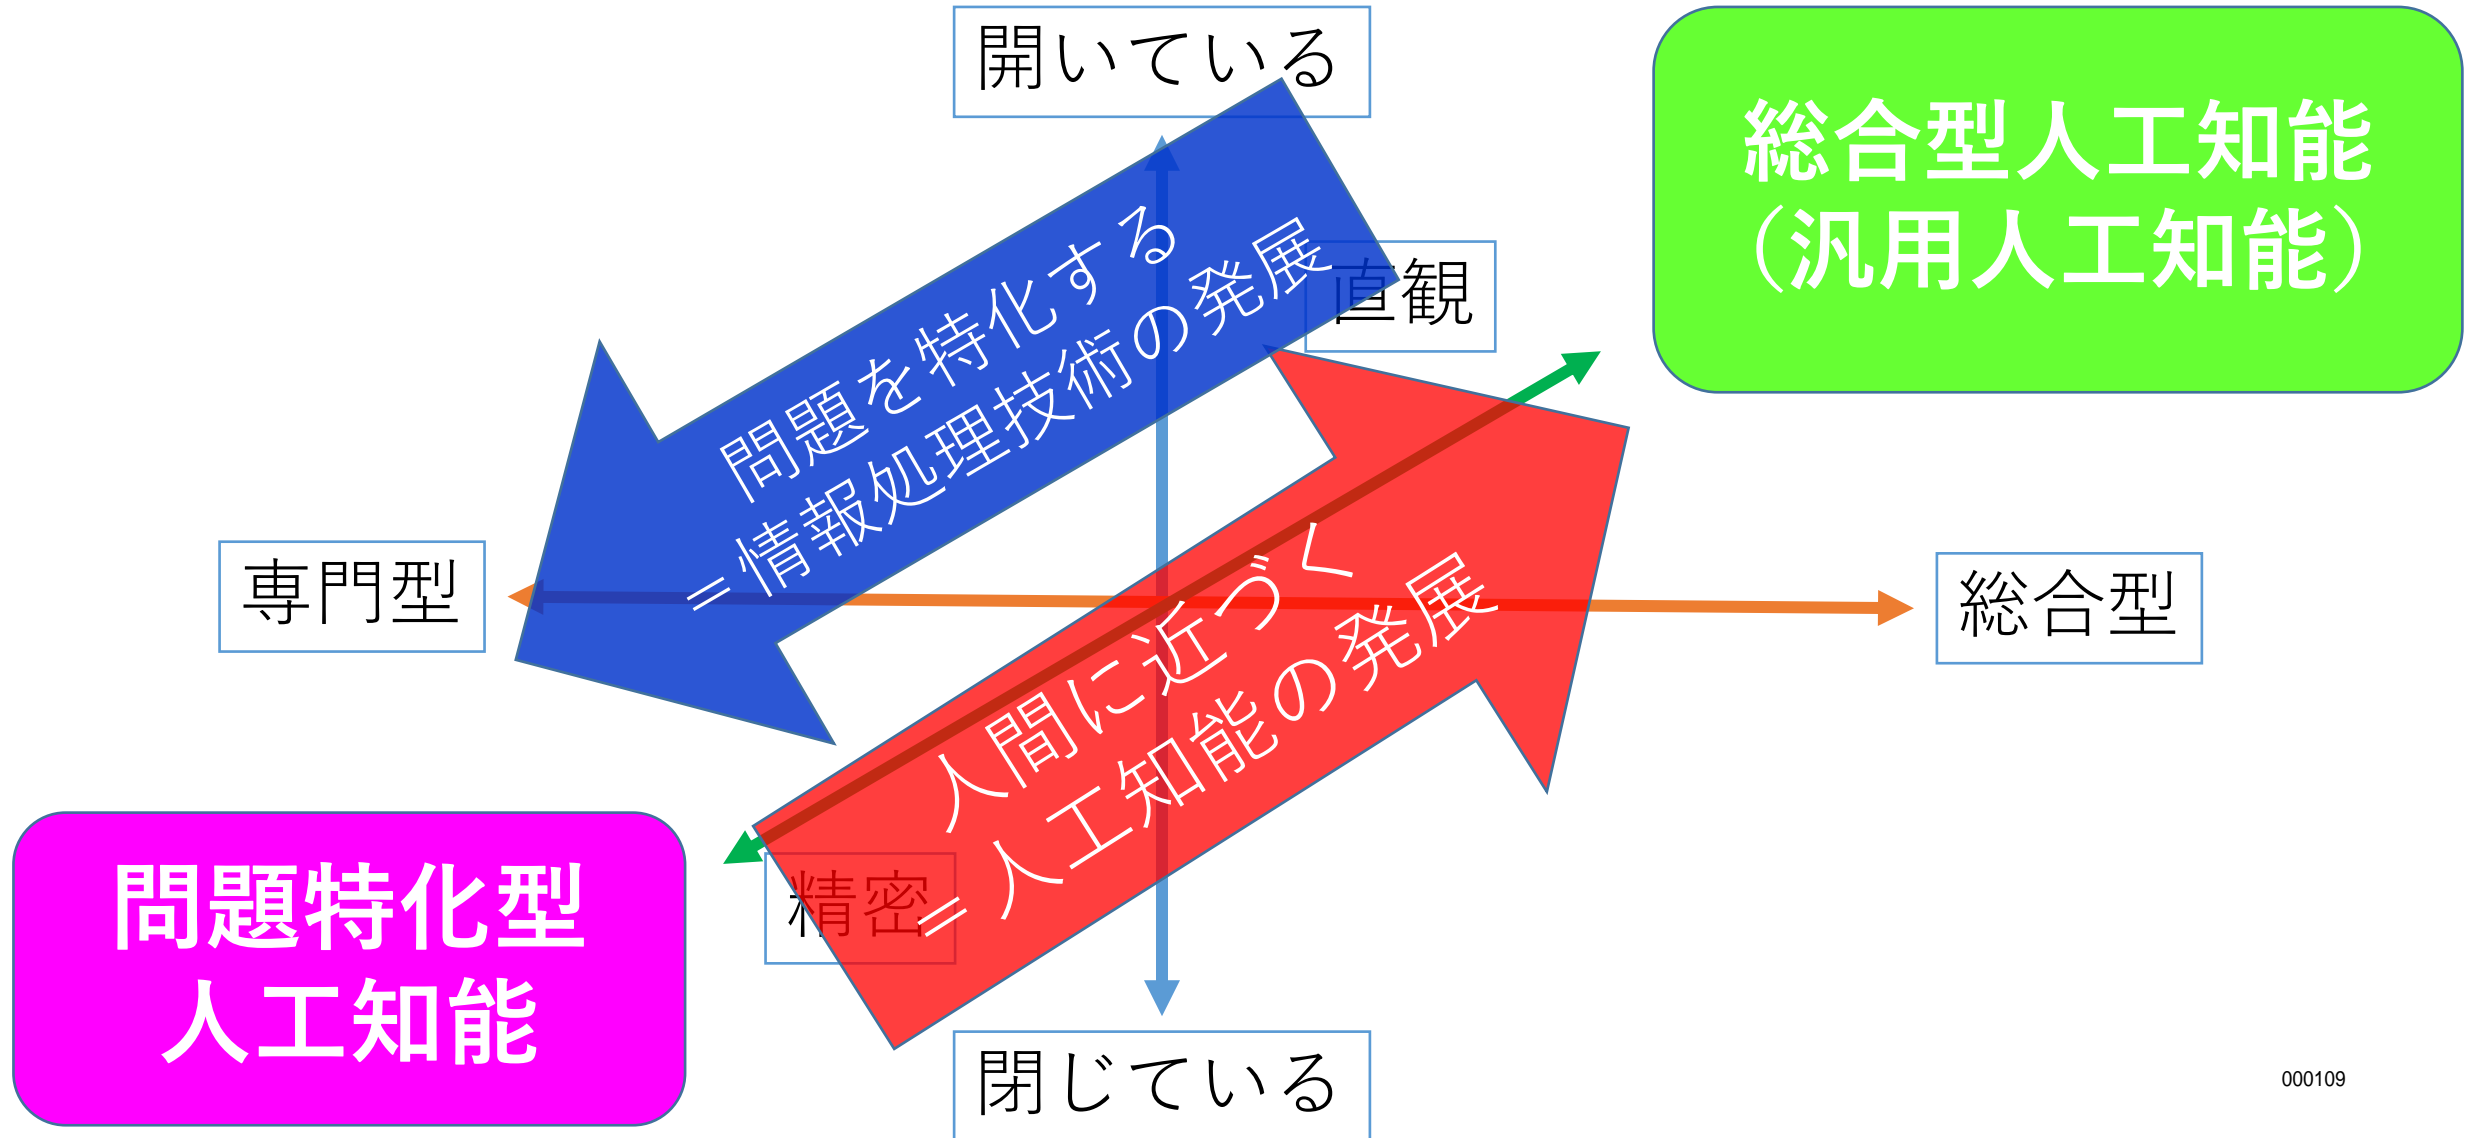 開いている
総合型人工知能
（汎用人工知能）
直観
問題を特化する
＝情報処理技術の発展
専門型
総合型
人間に近づく
＝人工知能の発展
精密
問題特化型
人工知能
閉じている
000109